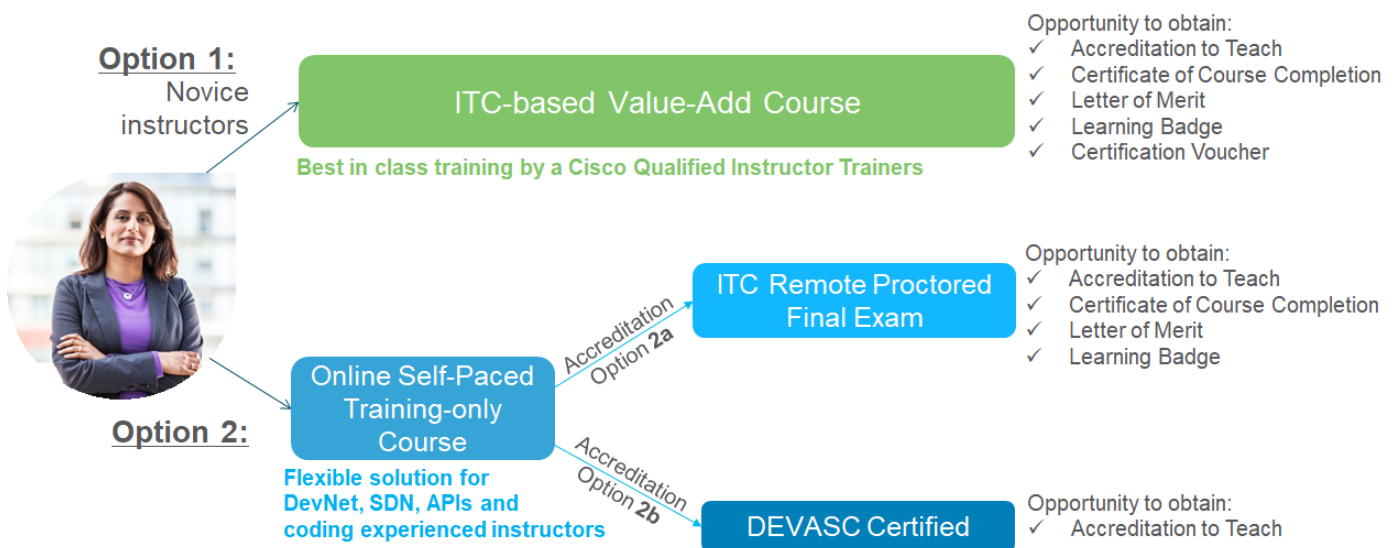 Option 1:
Novice
instructors
ITC-based Value-Add Course
Best in class training by a Cisco Qualified Instructor Trainers
Opportunity to obtain:
✓ Accreditation to Teach
✓ Certificate of Course Completion
✓ Letter of Merit
✓ Learning Badge
✓ Certification Voucher
Option 2:
Online Self-Paced
Training-only
Course
Flexible solution for
DevNet, SDN, APIs and
coding experienced instructors
Accreditation
Option 2a
ITC Remote Proctored
Final Exam
Opportunity to obtain:
✓ Accreditation to Teach
✓ Certificate of Course Completion
✓ Letter of Merit
✓ Learning Badge
Accreditation
Option 2b
DEVASC Certified
Opportunity to obtain:
✓ Accreditation to Teach